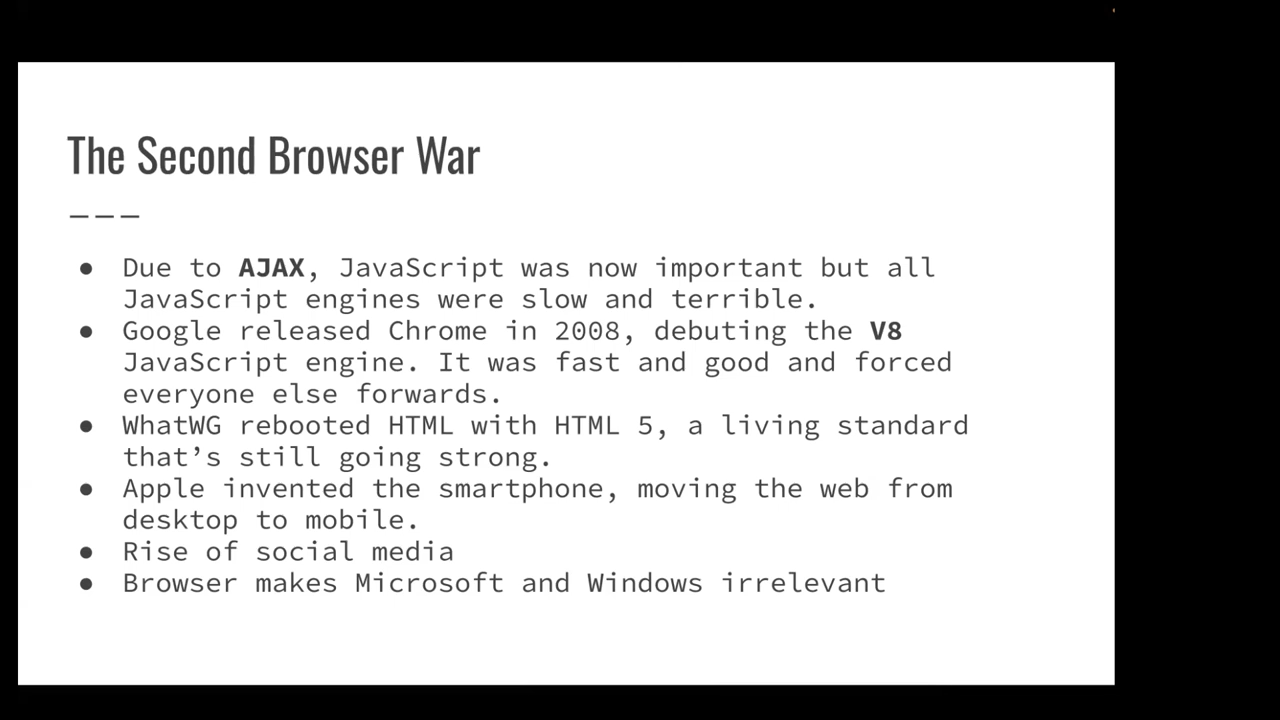 The Second Browser War
———
● Due to AJAX, JavaScript was now important but all
JavaScript engines were slow and terrible.
● Google released Chrome in 2008, debuting the V8
JavaScript engine. It was fast and good and forced
everyone else forwards.
● WhatWG rebooted HTML with HTML 5, a living standard
that’s still going strong.
● Apple invented the smartphone, moving the web from
desktop to mobile.
● Rise of social media
● Browser makes Microsoft and Windows irrelevant